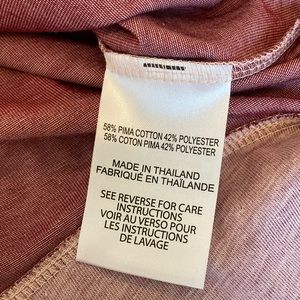 58% PIMA COTTON 42% POLYESTER
58% COTON PIMA 42% POLYESTER
MADE IN THAILAND
FABRIQUÉ EN THAÏLANDE
SEE REVERSE FOR CARE
INSTRUCTIONS
VOIR AU VERSO POUR
LES INSTRUCTIONS
DE LAVAGE